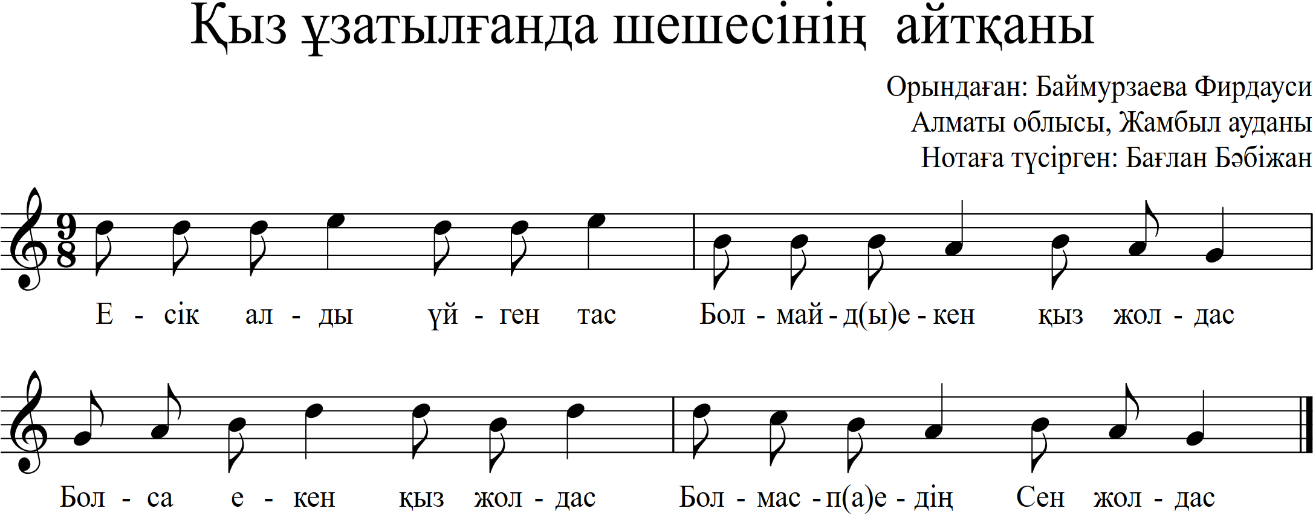 Қыз ұзатылғанда шешесінің айтқаны
Орындаған: Баймурзаева Фирдауси
Алматы облысы, Жамбыл ауданы
Нотаға түсірген: Бағлан Бәбіжан
9
8
Е - сік ал - ды үй - ген тас Бол - май - д(ы)е - кен қыз жол - дас
Бол - са е - кен қыз жол - дас Бол - мас - п(а)е - дің Сен жол - дас